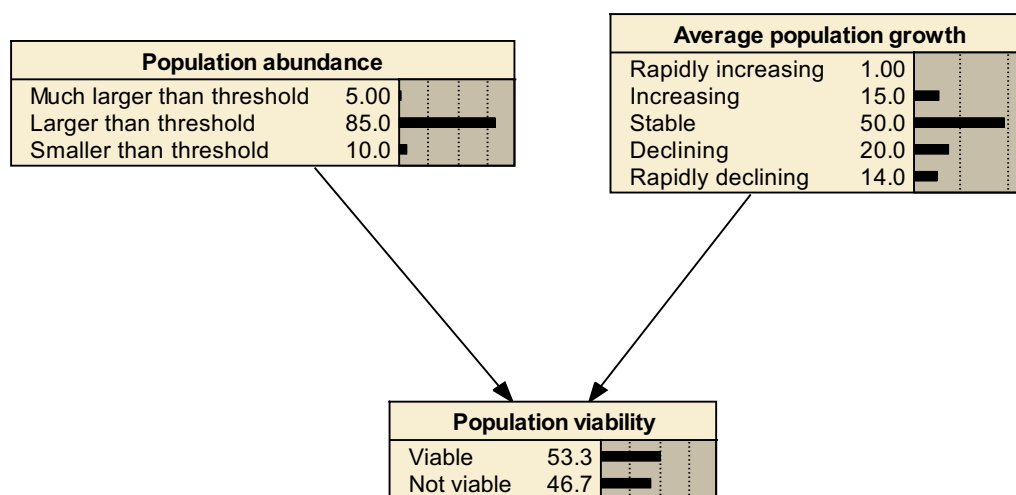 Population abundance
Much larger than threshold 5.00
Larger than threshold 85.0
Smaller than threshold 10.0
Average population growth
Rapidly increasing 1.00
Increasing 15.0
Stable 50.0
Declining 20.0
Rapidly declining 14.0
Population viability
Viable 53.3
Not viable 46.7